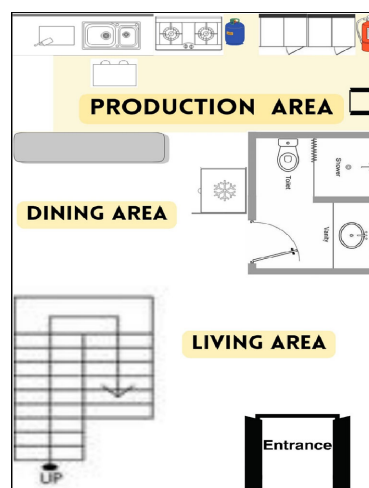 PRODUCTION AREA
Toilet
Shower
DINING AREA
Vanity
LIVING AREA
Entrance
UP